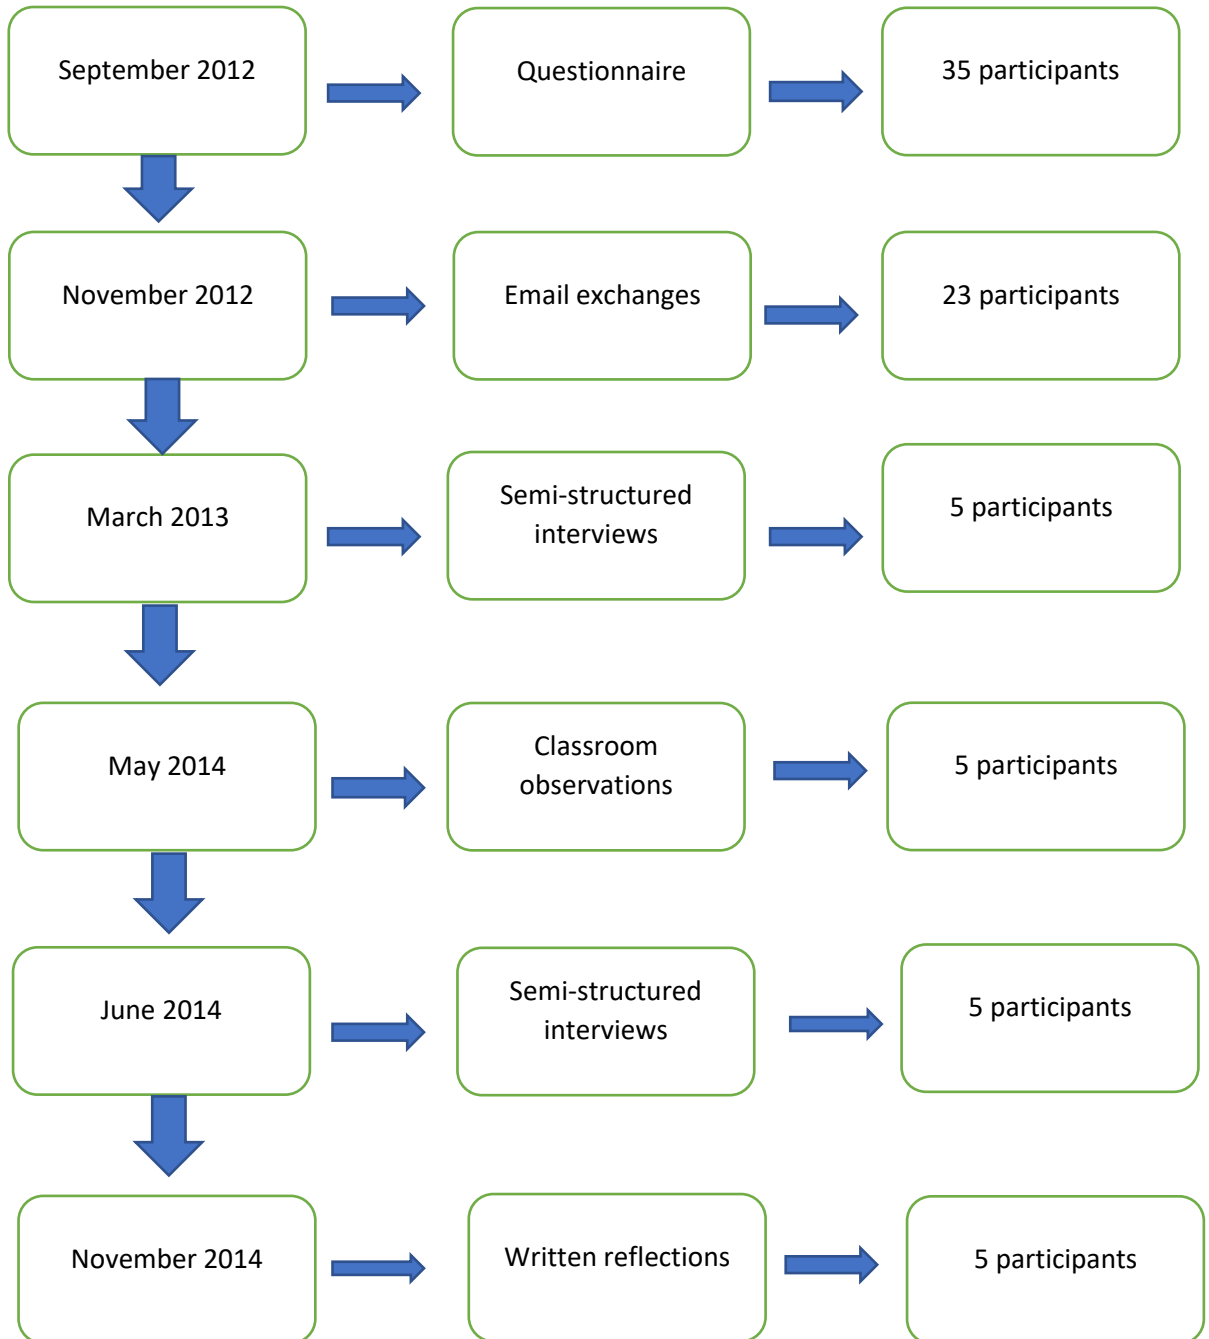 September 2012
Questionnaire
35 participants
November 2012
Email exchanges
23 participants
March 2013
Semi-structured
interviews
5 participants
May 2014
Classroom
observations
5 participants
June 2014
Semi-structured
interviews
5 participants
November 2014
Written reflections
5 participants